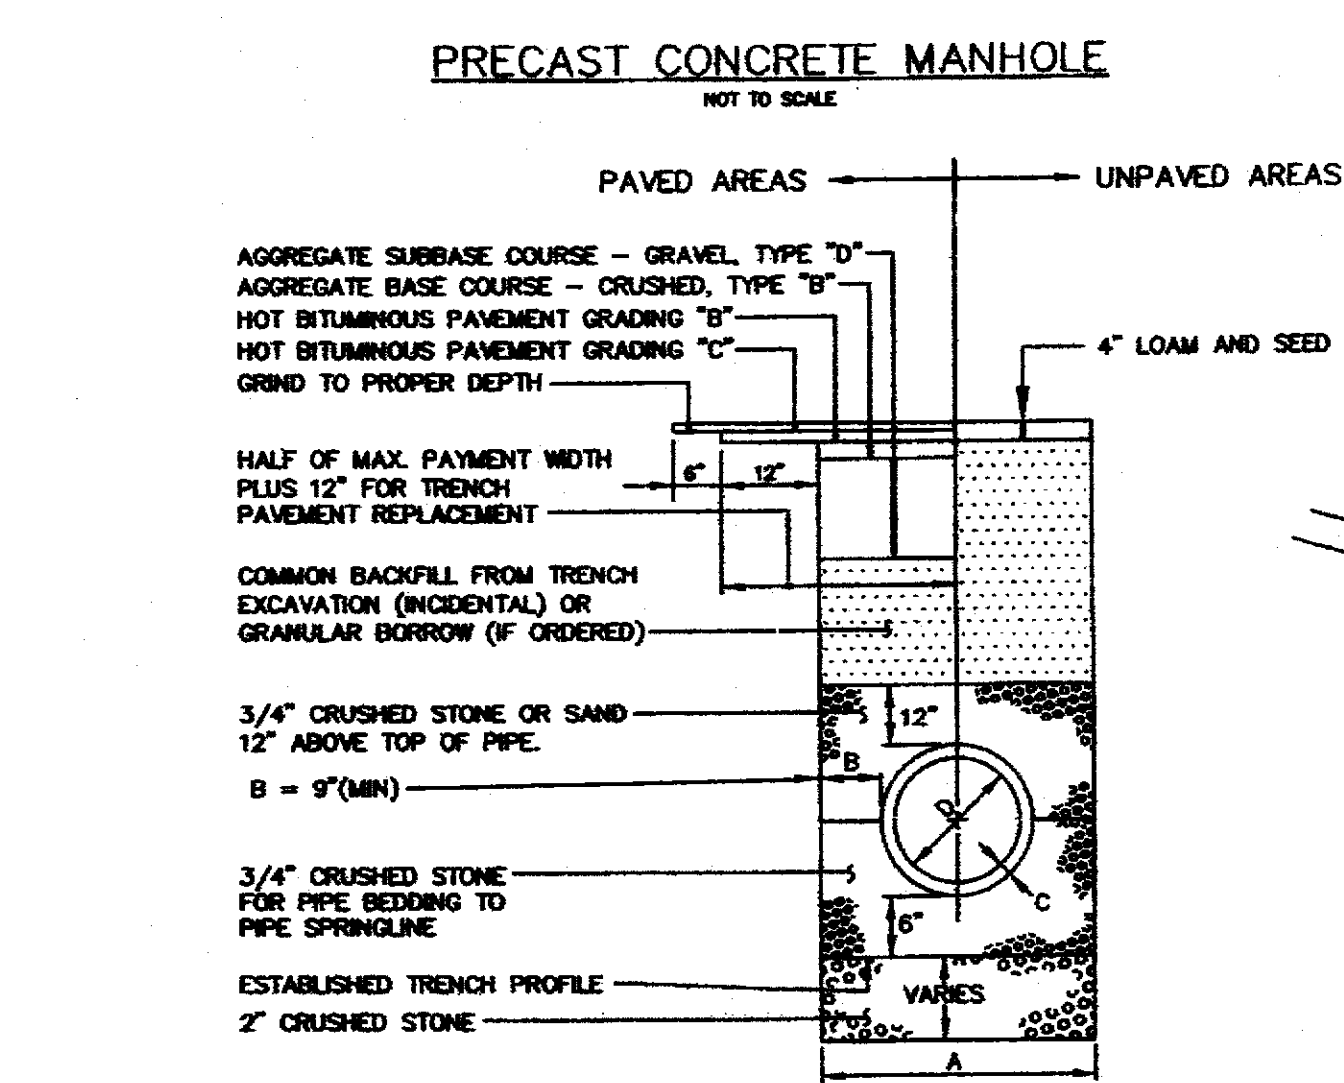 PRECAST CONCRETE MANHOLE
NOT TO SCALE
PAVED AREAS
UNPAVED AREAS
AGGREGATE SUBBASE COURSE - GRAVEL, TYPE "D"
AGGREGATE BASE COURSE - CRUSHED, TYPE "B"
HOT BITUMINOUS PAVEMENT GRADING "B"
HOT BITUMINOUS PAVEMENT GRADING "C"
GRIND TO PROPER DEPTH
4" LOAM AND SEED
HALF OF MAX. PAYMENT WIDTH
PLUS 12" FOR TRENCH
PAVEMENT REPLACEMENT
6"
12"
COMMON BACKFILL FROM TRENCH
EXCAVATION (INCIDENTAL) OR
GRANULAR BORROW (IF ORDERED)
3/4" CRUSHED STONE OR SAND
12" ABOVE TOP OF PIPE.
12"
B
B = 9"(MIN)
D
3/4" CRUSHED STONE
FOR PIPE BEDDING TO
PIPE SPRINGLINE
C
6"
ESTABLISHED TRENCH PROFILE
VARIES
2" CRUSHED STONE
A